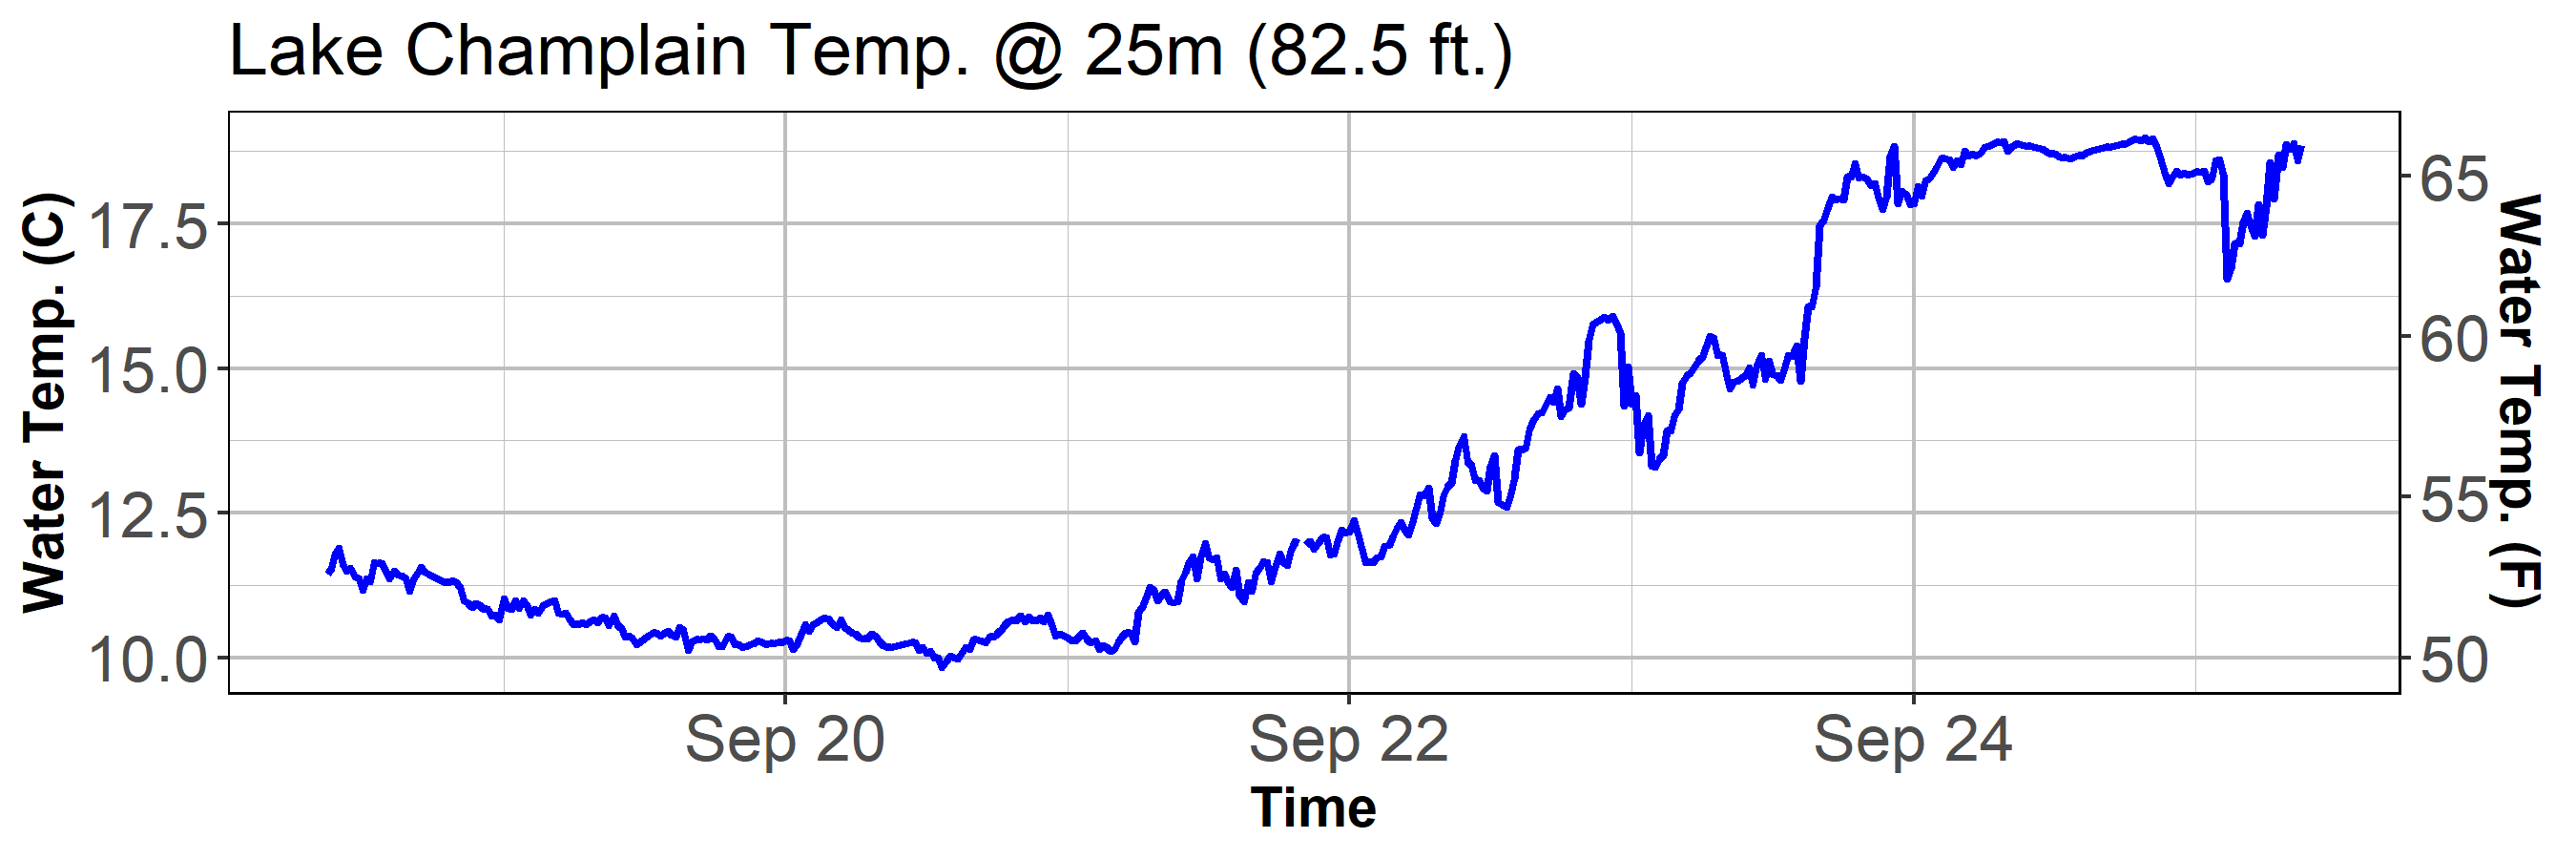 Lake Champlain Temp. @ 25m (82.5 ft.)
Water Temp. (C)
17.5
15.0
12.5
10.0
65
60
55
50
Water Temp. (F)
Sep 20 Sep 22 Sep 24
Time